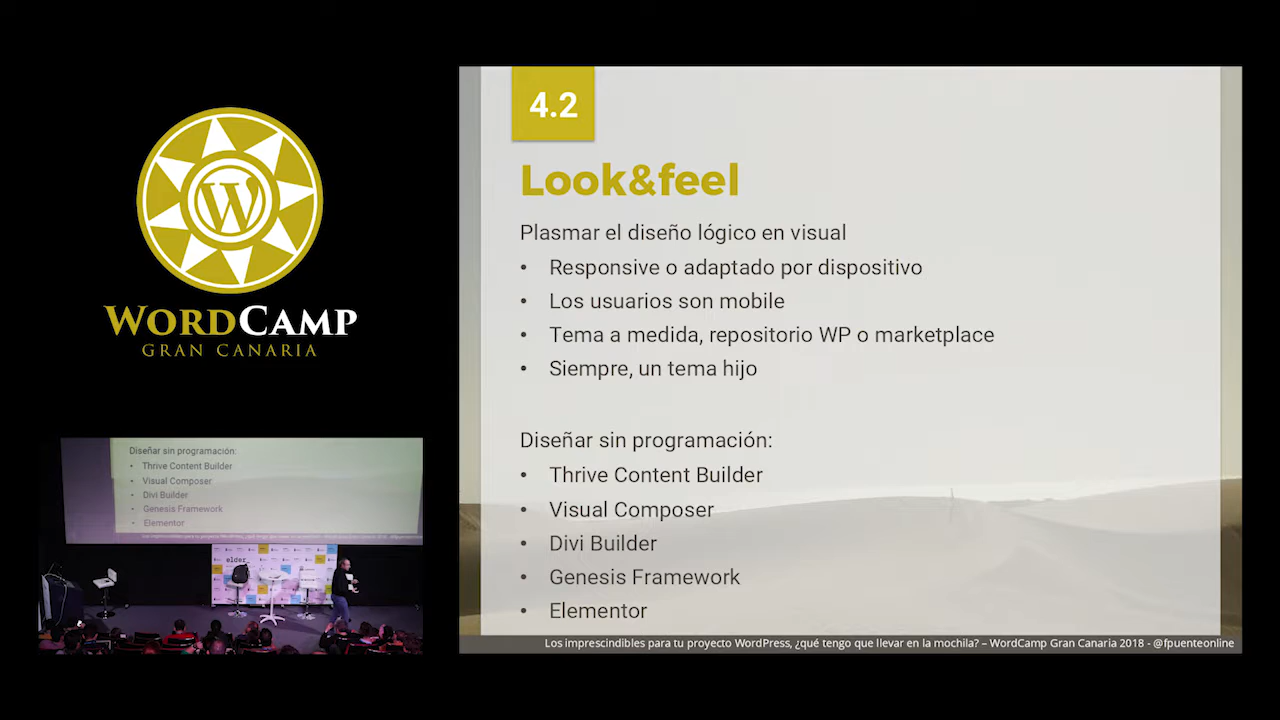 4.2
Look&feel
Plasmar el diseño lógico en visual
• Responsive o adaptado por dispositivo
• Los usuarios son mobile
• Tema a medida, repositorio WP o marketplace
• Siempre, un tema hijo
Diseñar sin programación:
• Thrive Content Builder
• Visual Composer
• Divi Builder
• Genesis Framework
• Elementor
Los imprescindibles para tu proyecto WordPress, ¿qué tengo que llevar en la mochila? – WordCamp Gran Canaria 2018 - @fpuenteonline
W
WORDCAMP
GRAN CANARIA
Diseñar sin programación:
• Thrive Content Builder
• Visual Composer
• Divi Builder
• Genesis Framework
• Elementor
elder